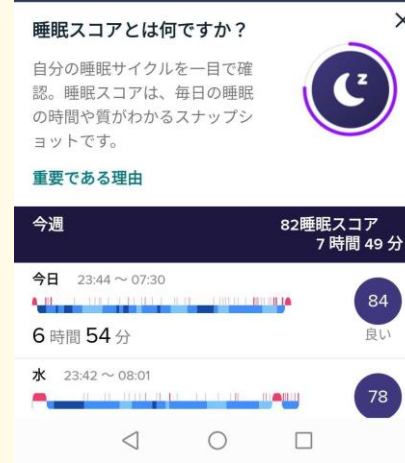 睡眠スコアとは何ですか？
自分の睡眠サイクルを一目で確
認。睡眠スコアは、毎日の睡眠
の時間や質がわかるスナップシ
ョットです。
重要である理由
今週
82睡眠スコア
7 時間 49 分
今日 23:44 ～ 07:30
84
良い
6 時間 54 分
水 23:42 ～ 08:01
78